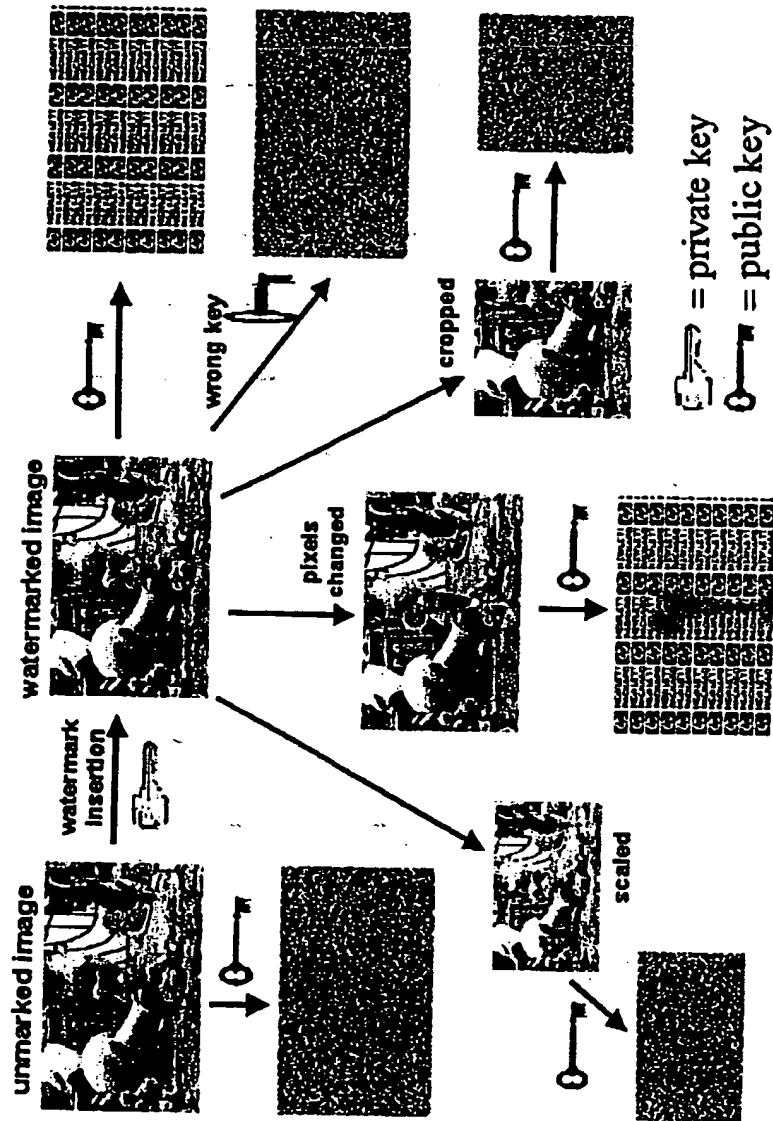 unmarked image
watermark
insertion
watermarked image
wrong key
pixels
changed
cropped
scaled
= private key
= public key